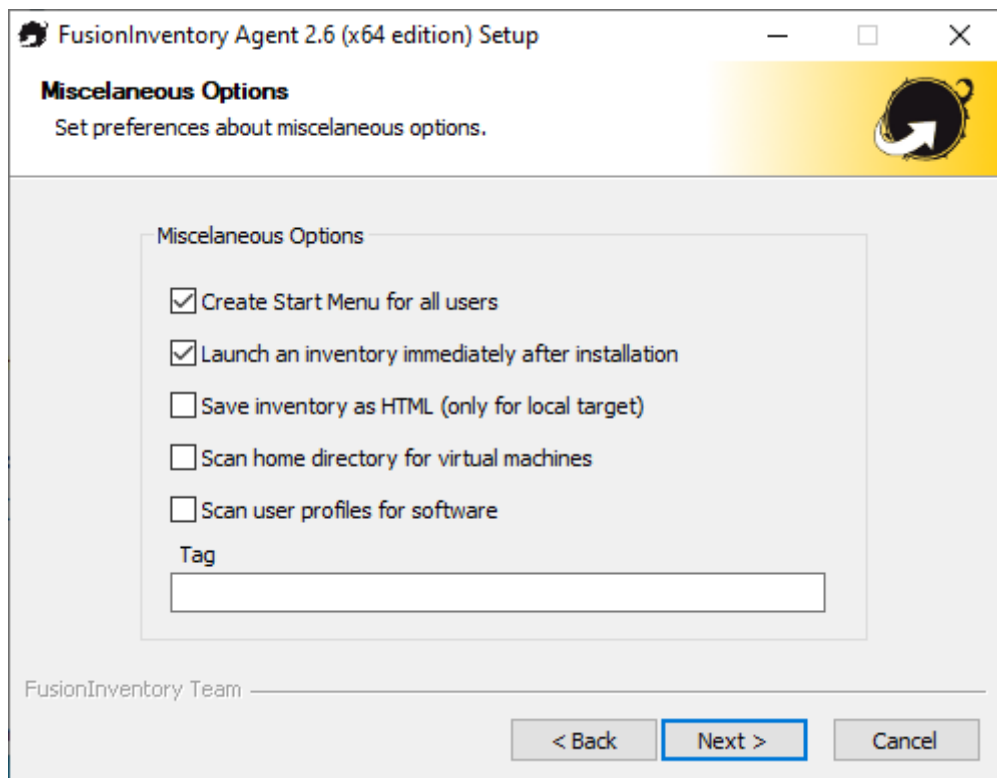 FusionInventory Agent 2.6 (x64 edition) Setup
Miscelaneous Options
Set preferences about miscelaneous options.
Miscelaneous Options
Create Start Menu for all users
Launch an inventory immediately after installation
Save inventory as HTML (only for local target)
Scan home directory for virtual machines
Scan user profiles for software
Tag
FusionInventory Team
< Back Next > Cancel